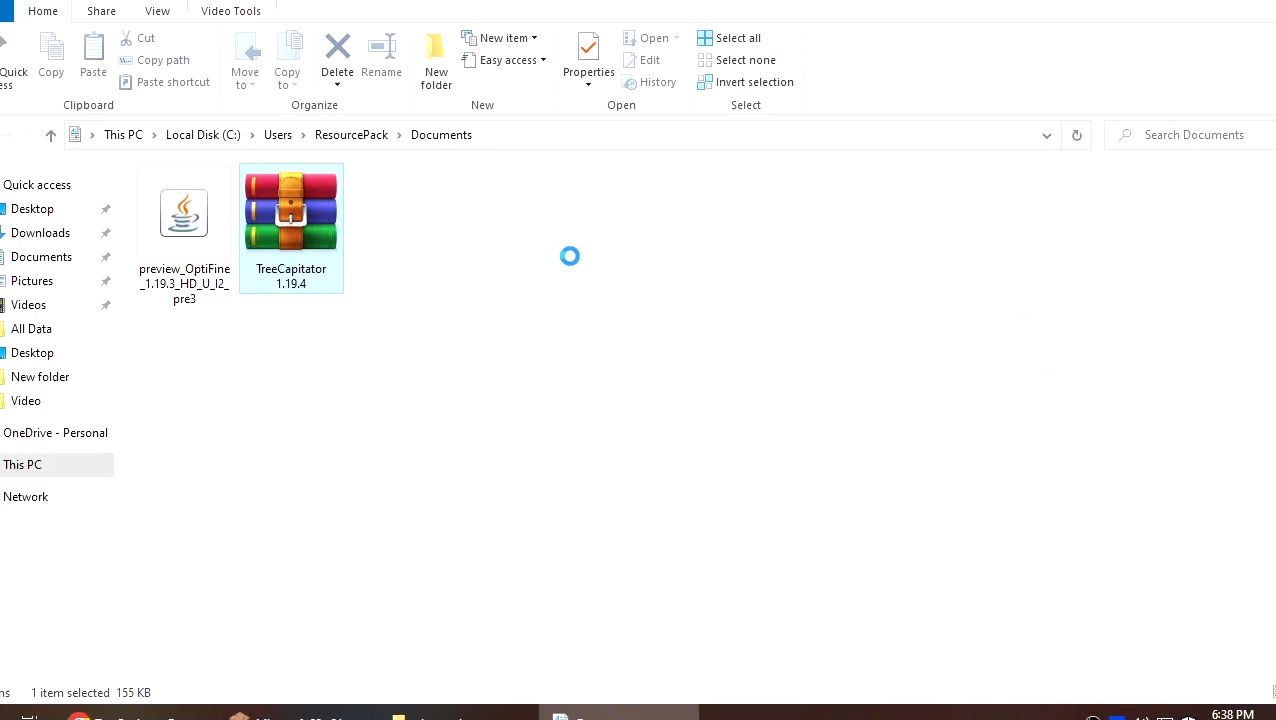 Home Share View Video Tools
Cut
Copy path
Paste shortcut
Quick
Copy
Paste
Clipboard
Move to
Copy to
Delete
Rename
Organize
New folder
New item
Easy access
New
Properties
Open
Edit
History
Open
Select all
Select none
Invert selection
Select
This PC Local Disk (C:) Users ResourcePack Documents
Search Documents
Quick access
Desktop
Downloads
Documents
Pictures
Videos
All Data
Desktop
New folder
Video
OneDrive - Personal
This PC
Network
preview_OptiFine
_1.19.3_HD_U_I2_
pre3
TreeCapitator
1.19.4
1 item selected 155 KB
6:38 PM